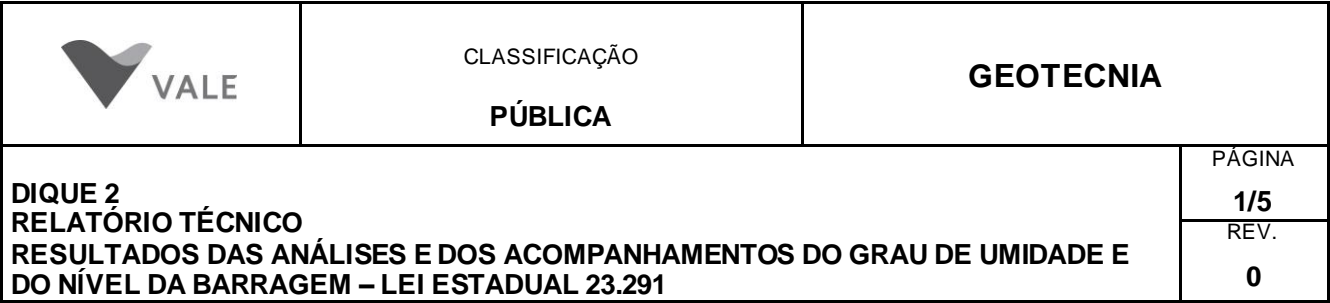 VALE
CLASSIFICAÇÃO
PÚBLICA
GEOTECNIA
DIQUE 2
RELATÓRIO TÉCNICO
RESULTADOS DAS ANÁLISES E DOS ACOMPANHAMENTOS DO GRAU DE UMIDADE E
DO NÍVEL DA BARRAGEM – LEI ESTADUAL 23.291
PÁGINA
1/5
REV.
0